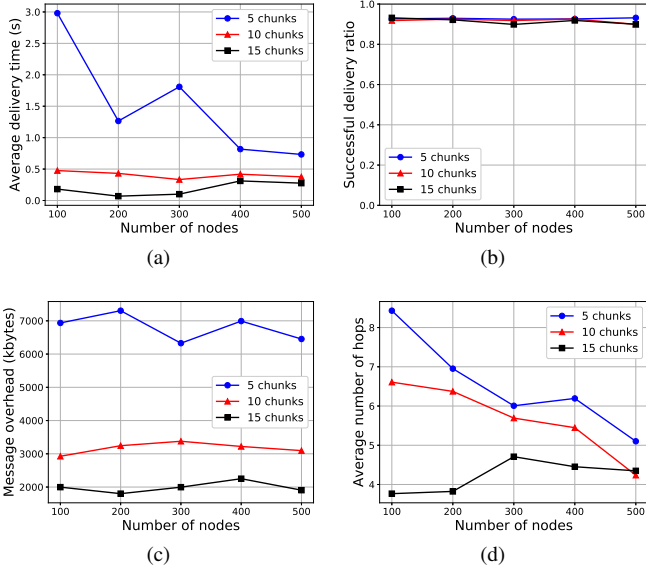 Average delivery time (s)
3.0
2.5
2.0
1.5
1.0
0.5
0.0
5 chunks
10 chunks
15 chunks
100 200 300 400 500
Number of nodes
(a)
Successful delivery ratio
1.0
0.8
0.6
0.4
0.2
0.0
5 chunks
10 chunks
15 chunks
100 200 300 400 500
Number of nodes
(b)
Message overhead (kbytes)
7000
6000
5000
4000
3000
2000
5 chunks
10 chunks
15 chunks
100 200 300 400 500
Number of nodes
(c)
Average number of hops
8
7
6
5
4
5 chunks
10 chunks
15 chunks
100 200 300 400 500
Number of nodes
(d)